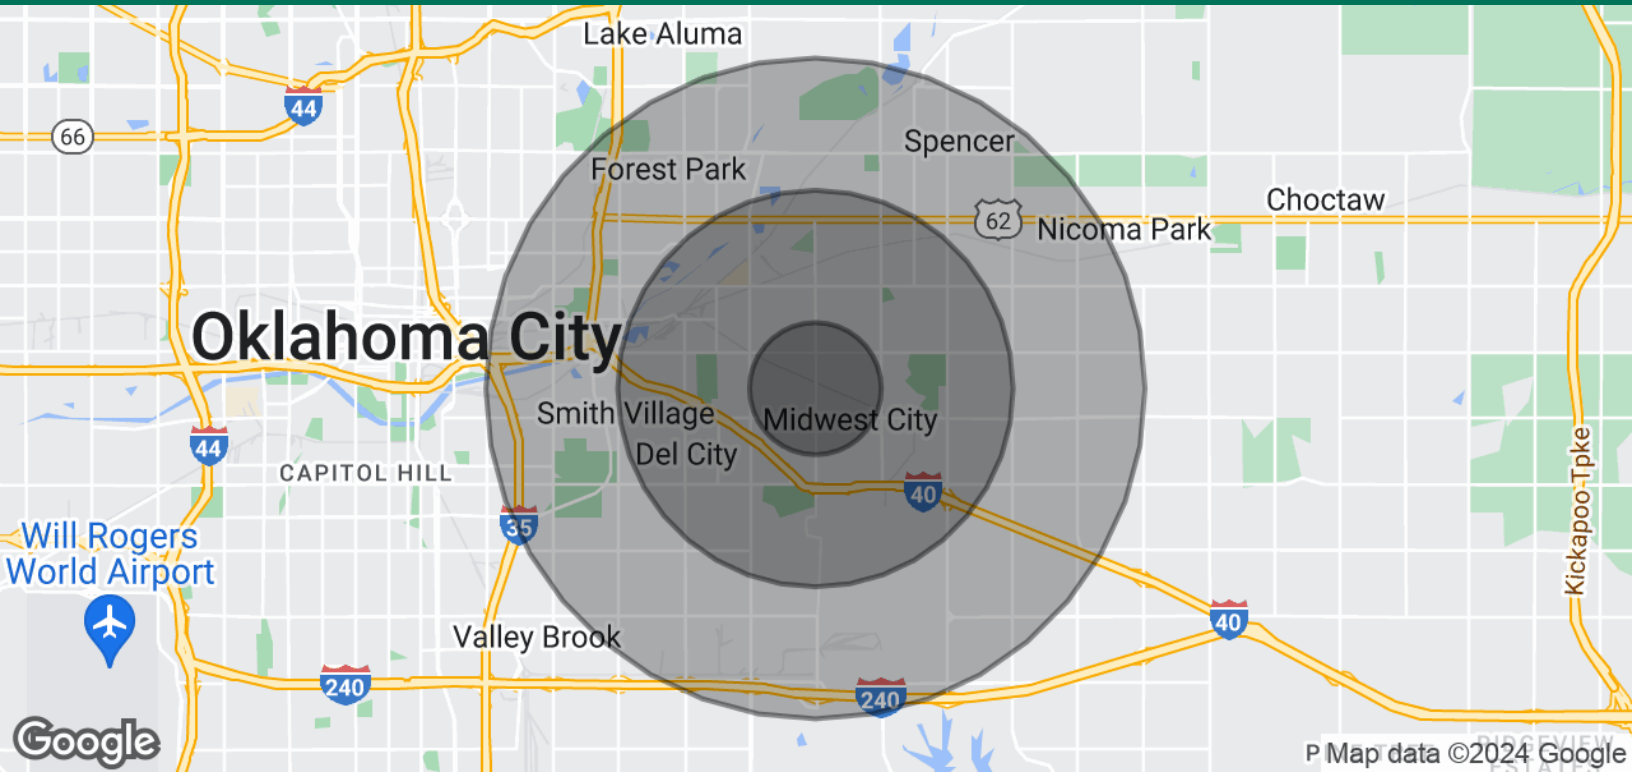 Lake Aluma
44
66
Spencer
Forest Park
Choctaw
62
Nicoma Park
Oklahoma City
Smith Village
Midwest City
Del City
44
CAPITOL HILL
40
35
Will Rogers
World Airport
Kickapoo Tpke
40
Valley Brook
240
240
Google
RIDGEVIEW
ESTATES
Map data ©2024 Google